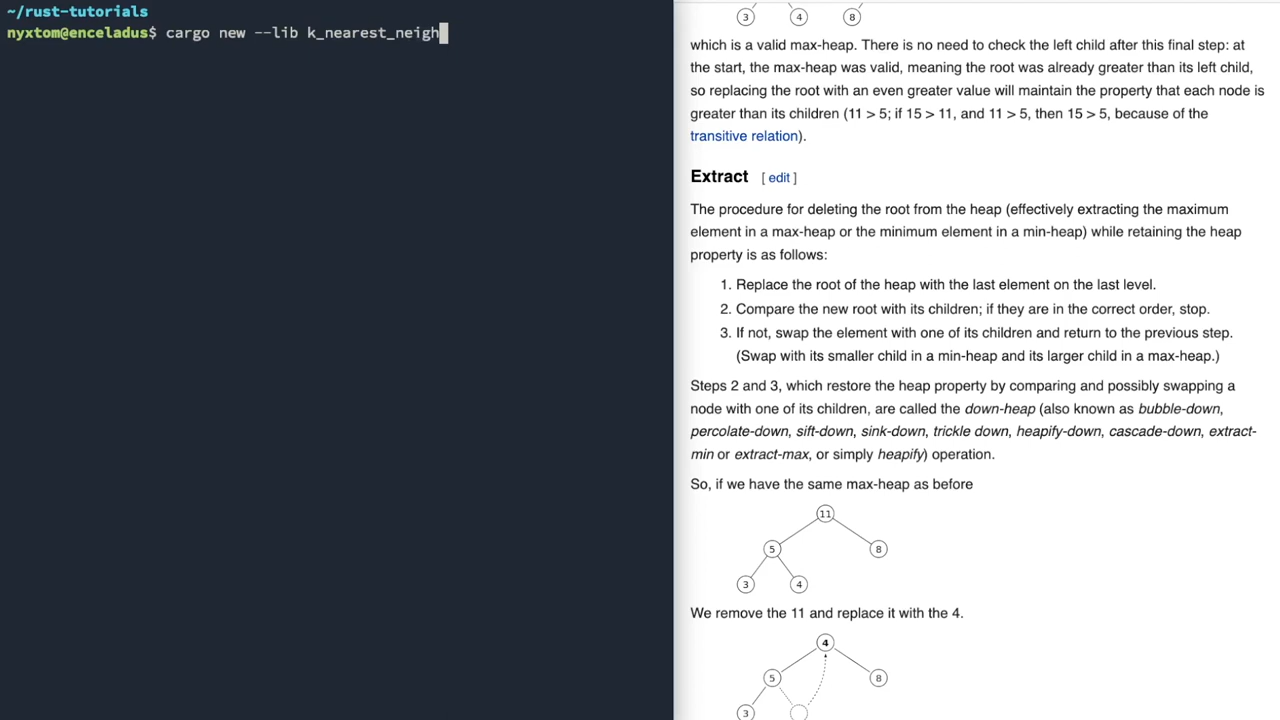 ~/rust-tutorials
nyxtom@enceladus$ cargo new --lib k_nearest_neigh
3 4 8
which is a valid max-heap. There is no need to check the left child after this final step: at
the start, the max-heap was valid, meaning the root was already greater than its left child,
so replacing the root with an even greater value will maintain the property that each node is
greater than its children (11 > 5; if 15 > 11, and 11 > 5, then 15 > 5, because of the
transitive relation).
Extract [ edit ]
The procedure for deleting the root from the heap (effectively extracting the maximum
element in a max-heap or the minimum element in a min-heap) while retaining the heap
property is as follows:
1. Replace the root of the heap with the last element on the last level.
2. Compare the new root with its children; if they are in the correct order, stop.
3. If not, swap the element with one of its children and return to the previous step.
(Swap with its smaller child in a min-heap and its larger child in a max-heap.)
Steps 2 and 3, which restore the heap property by comparing and possibly swapping a
node with one of its children, are called the down-heap (also known as bubble-down,
percolate-down, sift-down, sink-down, trickle down, heapify-down, cascade-down, extract-
min or extract-max, or simply heapify) operation.
So, if we have the same max-heap as before
11
5 8
3 4
We remove the 11 and replace it with the 4.
4
5 8
3